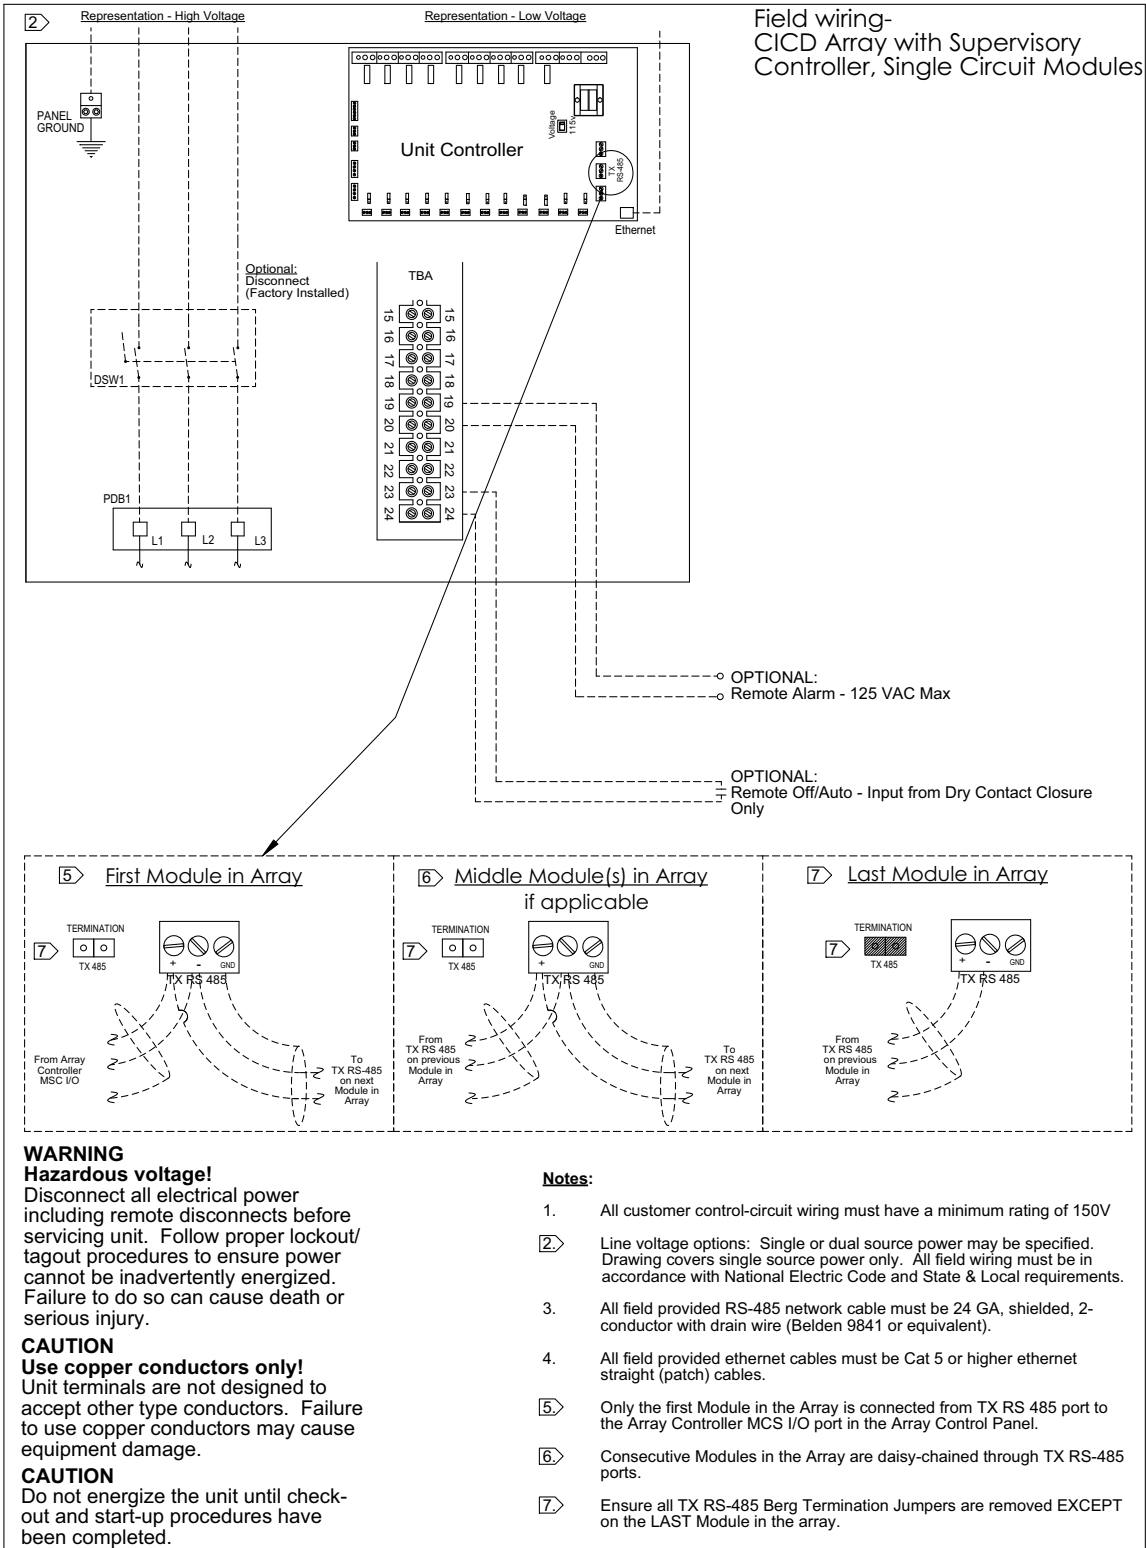 2
Representation - High Voltage
Representation - Low Voltage
Field wiring-
CICD Array with Supervisory
Controller, Single Circuit Modules
PANEL
GROUND
Unit Controller
Voltage
115v
TX
RS-485
Ethernet
Optional:
Disconnect
(Factory Installed)
DSW1
PDB1
L1
L2
L3
TBA
15 15
16 16
17 17
18 18
19 19
20 20
21 21
22 22
23 23
24 24
OPTIONAL:
Remote Alarm - 125 VAC Max
OPTIONAL:
Remote Off/Auto - Input from Dry Contact Closure
Only
5 First Module in Array
TERMINATION
7
TX 485
+ - GND
TX RS 485
From Array
Controller
MSC I/O
To
TX RS-485
on next
Module in
Array
6 Middle Module(s) in Array
if applicable
TERMINATION
7
TX 485
+ - GND
TX RS 485
From
TX RS 485
on previous
Module in
Array
To
TX RS 485
on next
Module in
Array
7 Last Module in Array
TERMINATION
7
TX 485
+ - GND
TX RS 485
From
TX RS 485
on previous
Module in
Array
WARNING
Hazardous voltage!
Disconnect all electrical power
including remote disconnects before
servicing unit. Follow proper lockout/
tagout procedures to ensure power
cannot be inadvertently energized.
Failure to do so can cause death or
serious injury.
CAUTION
Use copper conductors only!
Unit terminals are not designed to
accept other type conductors. Failure
to use copper conductors may cause
equipment damage.
CAUTION
Do not energize the unit until check-
out and start-up procedures have
been completed.
Notes:
1. All customer control-circuit wiring must have a minimum rating of 150V
2. Line voltage options: Single or dual source power may be specified.
Drawing covers single source power only. All field wiring must be in
accordance with National Electric Code and State & Local requirements.
3. All field provided RS-485 network cable must be 24 GA, shielded, 2-
conductor with drain wire (Belden 9841 or equivalent).
4. All field provided ethernet cables must be Cat 5 or higher ethernet
straight (patch) cables.
5. Only the first Module in the Array is connected from TX RS 485 port to
the Array Controller MCS I/O port in the Array Control Panel.
6. Consecutive Modules in the Array are daisy-chained through TX RS-485
ports.
7. Ensure all TX RS-485 Berg Termination Jumpers are removed EXCEPT
on the LAST Module in the array.